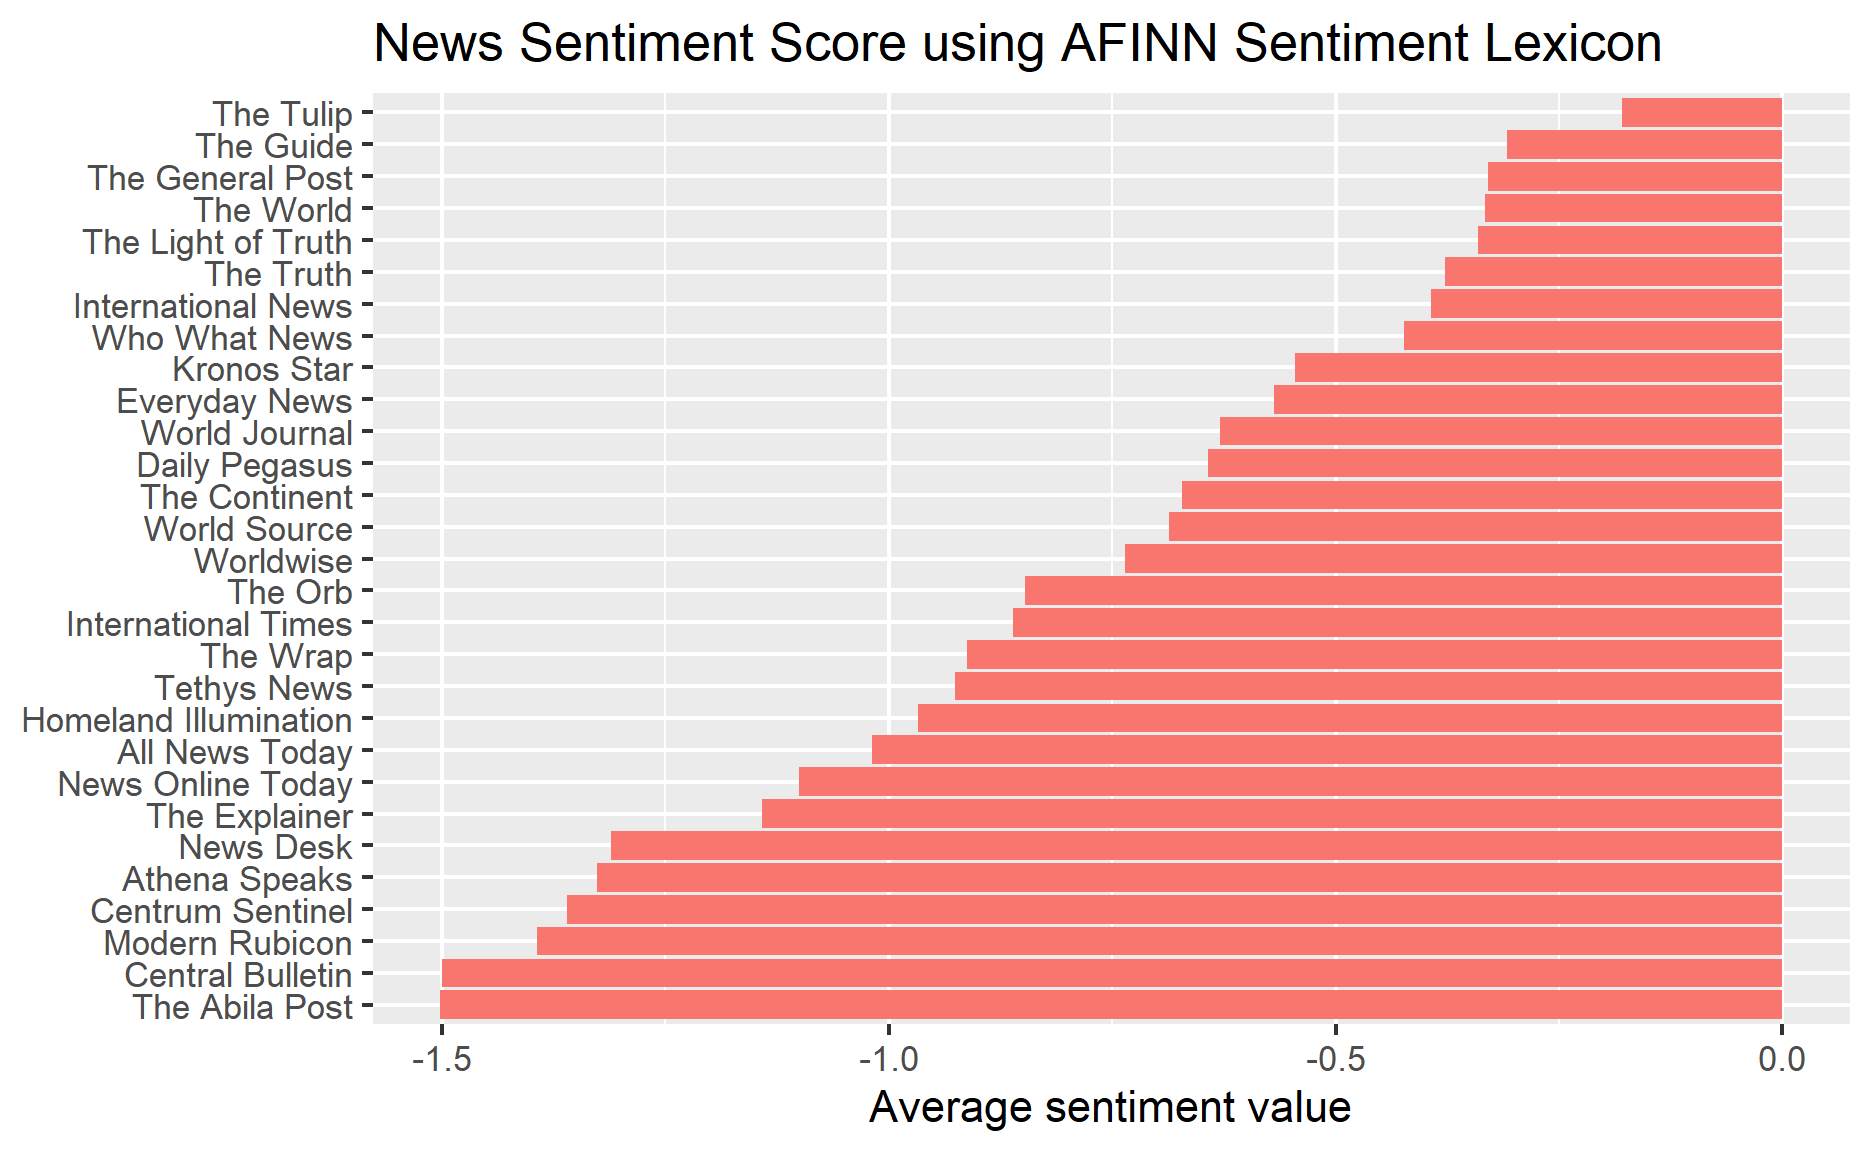 News Sentiment Score using AFINN Sentiment Lexicon
The Tulip
The Guide
The General Post
The World
The Light of Truth
The Truth
International News
Who What News
Kronos Star
Everyday News
World Journal
Daily Pegasus
The Continent
World Source
Worldwise
The Orb
International Times
The Wrap
Tethys News
Homeland Illumination
All News Today
News Online Today
The Explainer
News Desk
Athena Speaks
Centrum Sentinel
Modern Rubicon
Central Bulletin
The Abila Post
-1.5 -1.0 -0.5 0.0
Average sentiment value